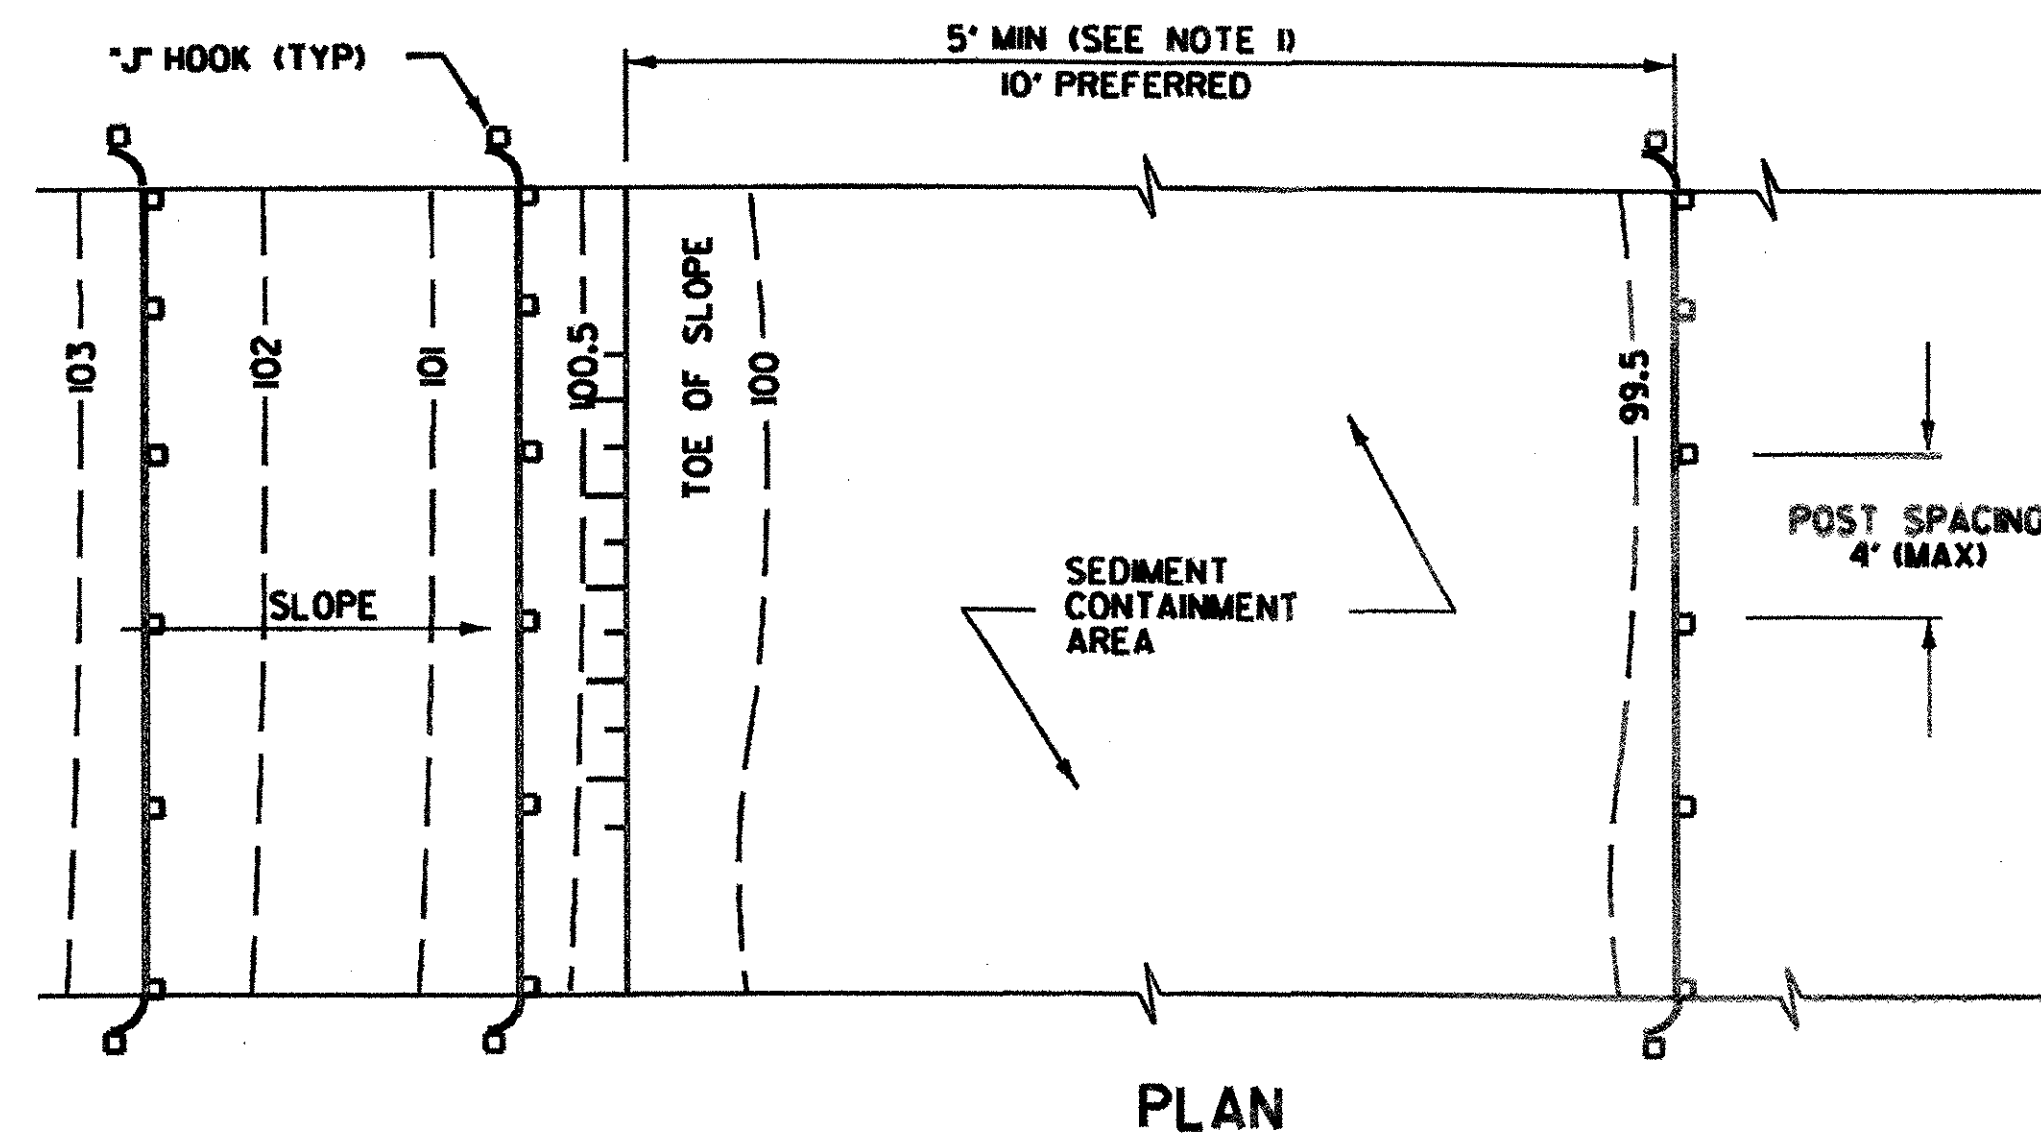 "J" HOOK (TYP)
5' MIN (SEE NOTE 1)
10' PREFERRED
103
102
101
100.5
TOE OF SLOPE
100
99.5
SLOPE
SEDIMENT
CONTAINMENT
AREA
POST SPACING
4' (MAX)
PLAN